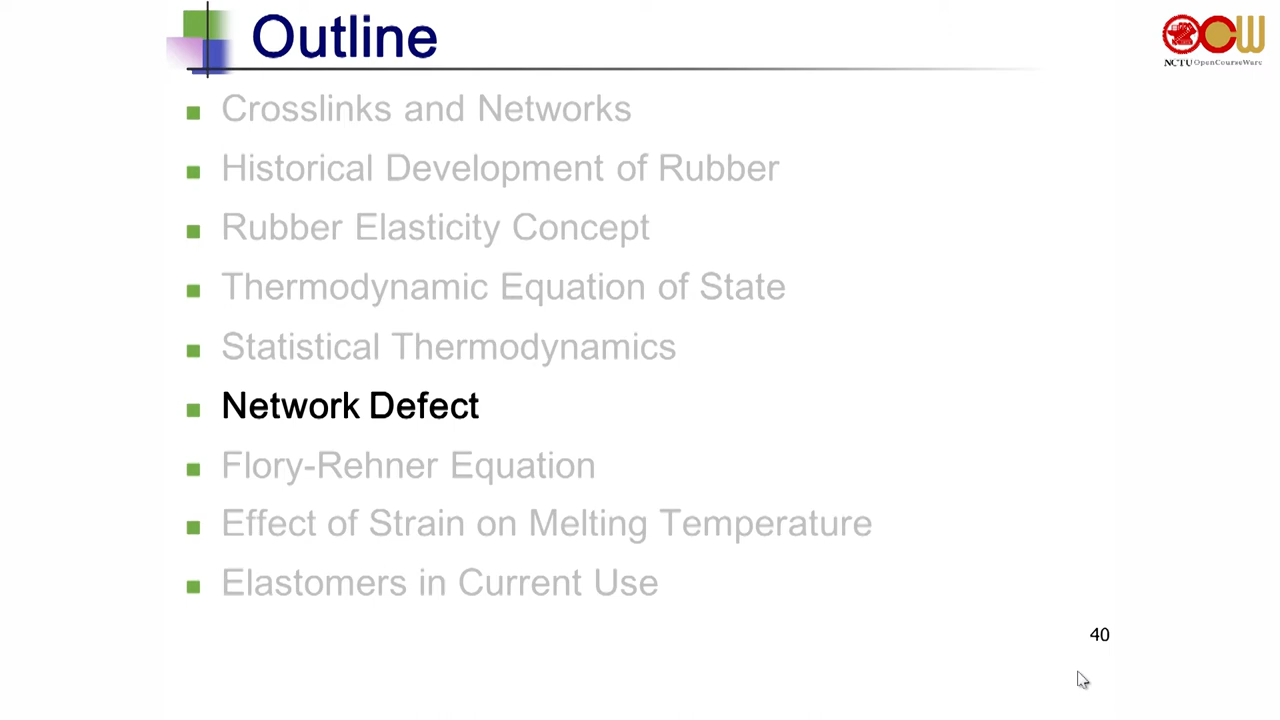 Outline
OCW
NCTU OpenCourseWare
Crosslinks and Networks
Historical Development of Rubber
Rubber Elasticity Concept
Thermodynamic Equation of State
Statistical Thermodynamics
Network Defect
Flory-Rehner Equation
Effect of Strain on Melting Temperature
Elastomers in Current Use
40